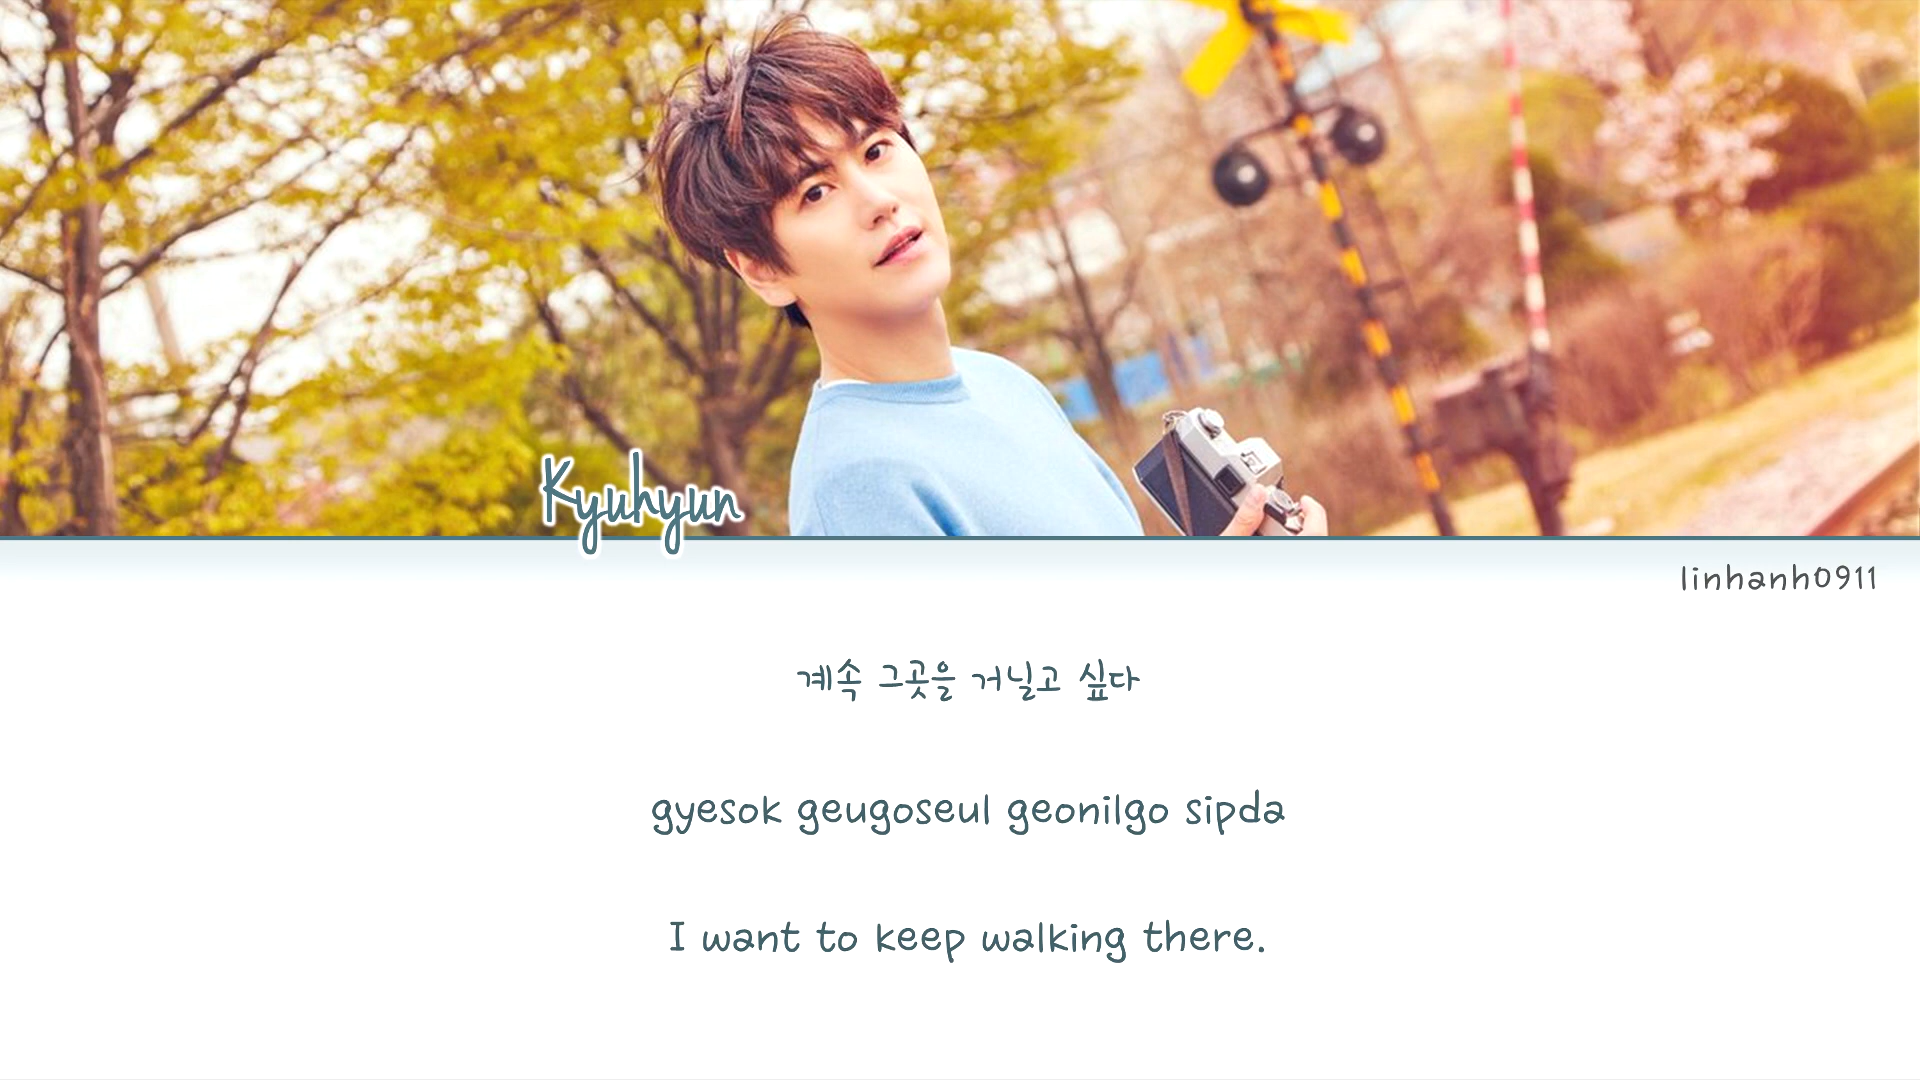 Kyuhyun
linhanh0911
계속 그곳을 거닐고 싶다
gyesok geugoseul geonilgo sipda
I want to keep walking there.